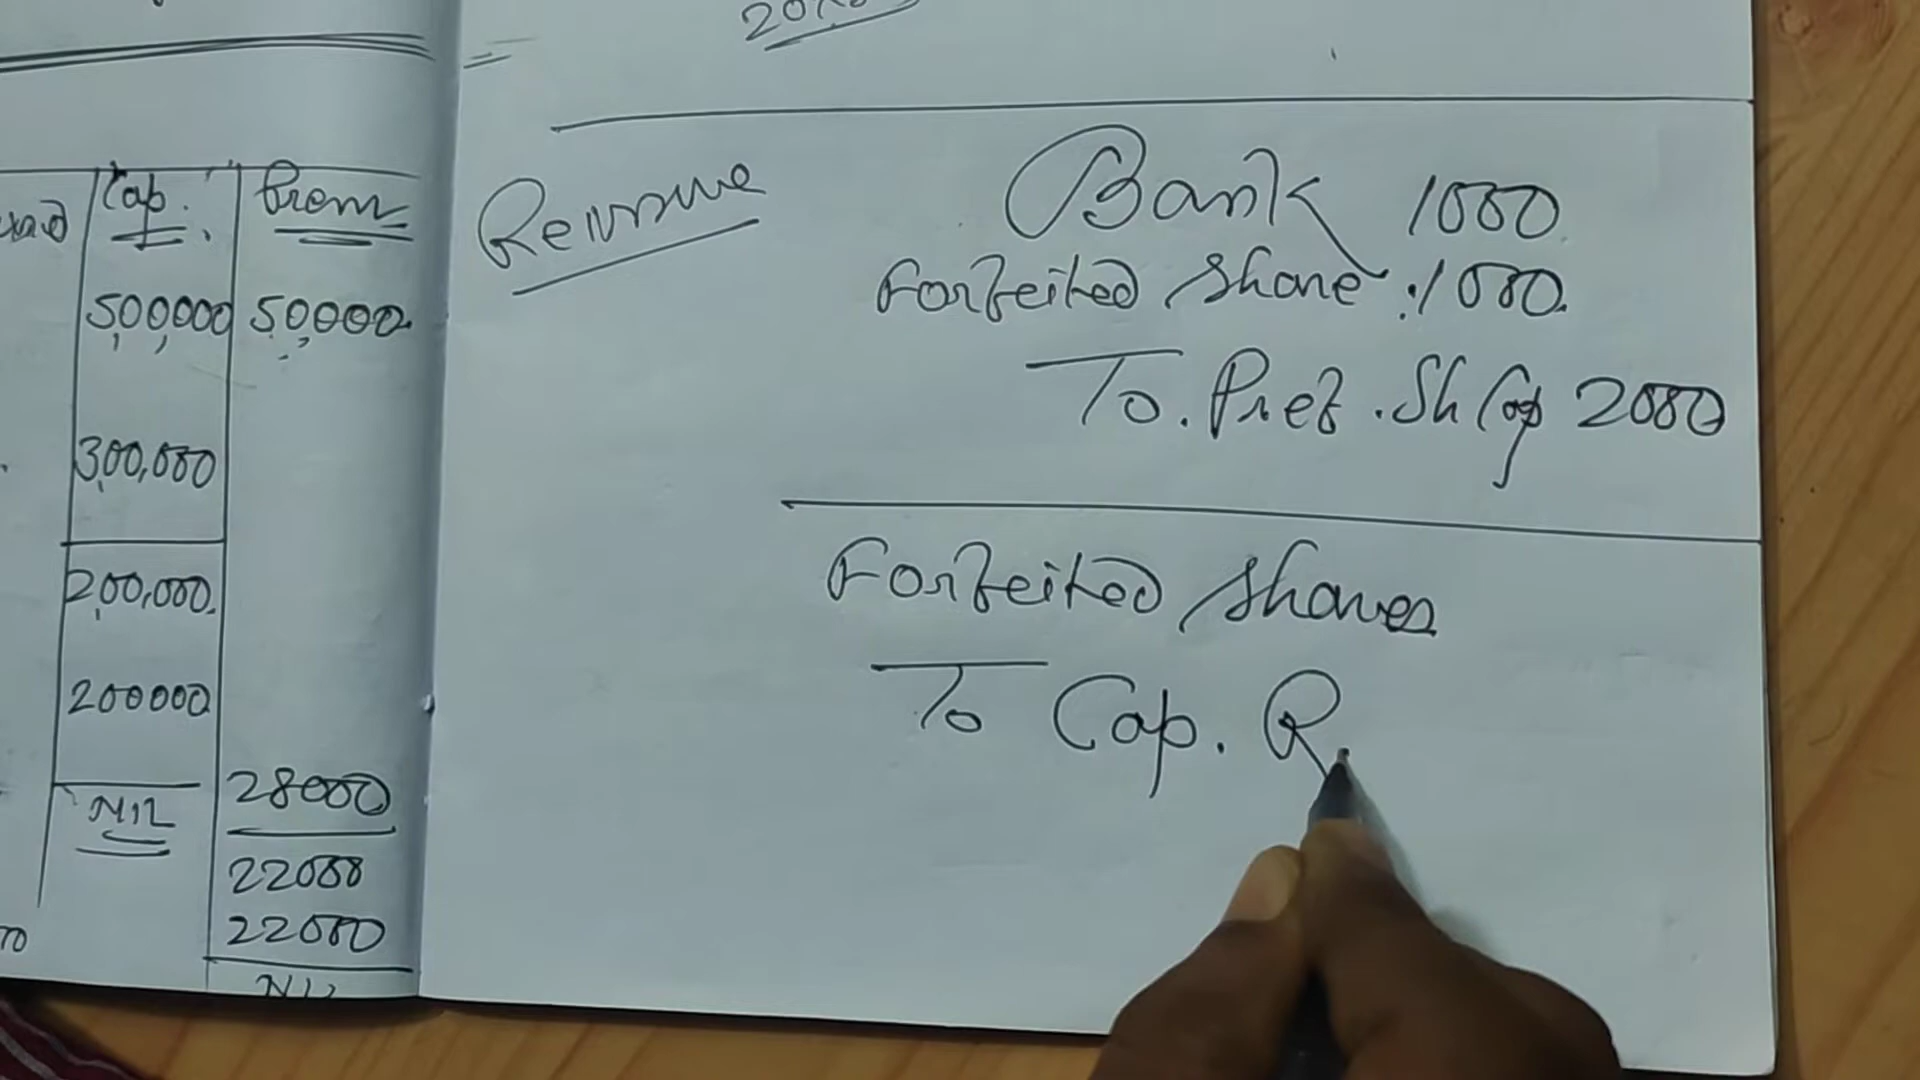 Cap. Prem
500000 50000
300,000
200,000.
200000
NIL 28000
22000
22000
NIL
Bank 1000
Forfeited Share :1000.
To. Pref. Sh Cap 2000
Forfeited Shares
To Cap. R